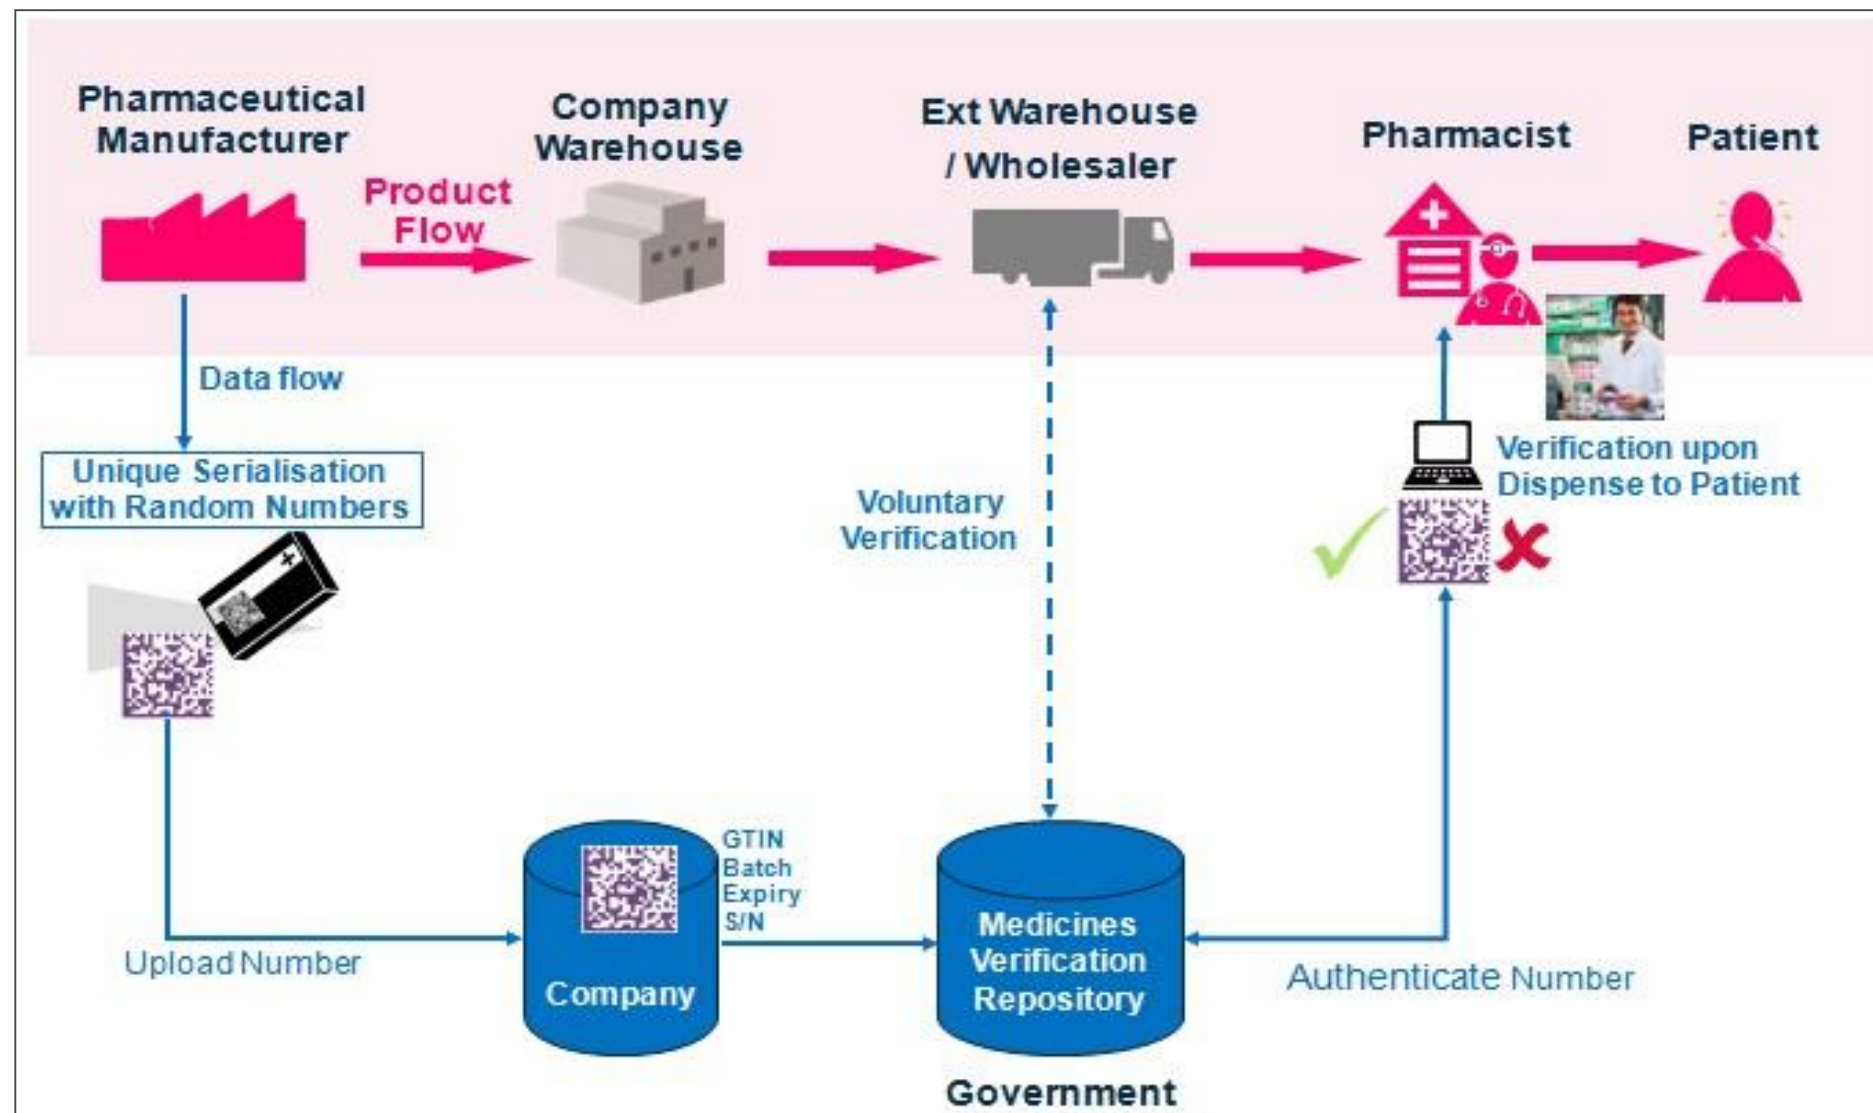 Pharmaceutical
Manufacturer
Company
Warehouse
Ext Warehouse
/ Wholesaler
Pharmacist
Patient
Product
Flow
Data flow
Unique Serialisation
with Random Numbers
Voluntary
Verification
Verification upon
Dispense to Patient
GTIN
Batch
Expiry
S/N
Upload Number
Company
Medicines
Verification
Repository
Authenticate Number
Government